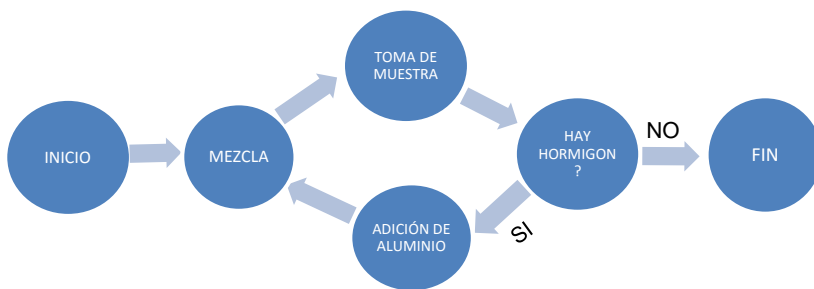 INICIO
MEZCLA
TOMA DE
MUESTRA
HAY
HORMIGON
?
NO
FIN
SI
ADICIÓN DE
ALUMINIO